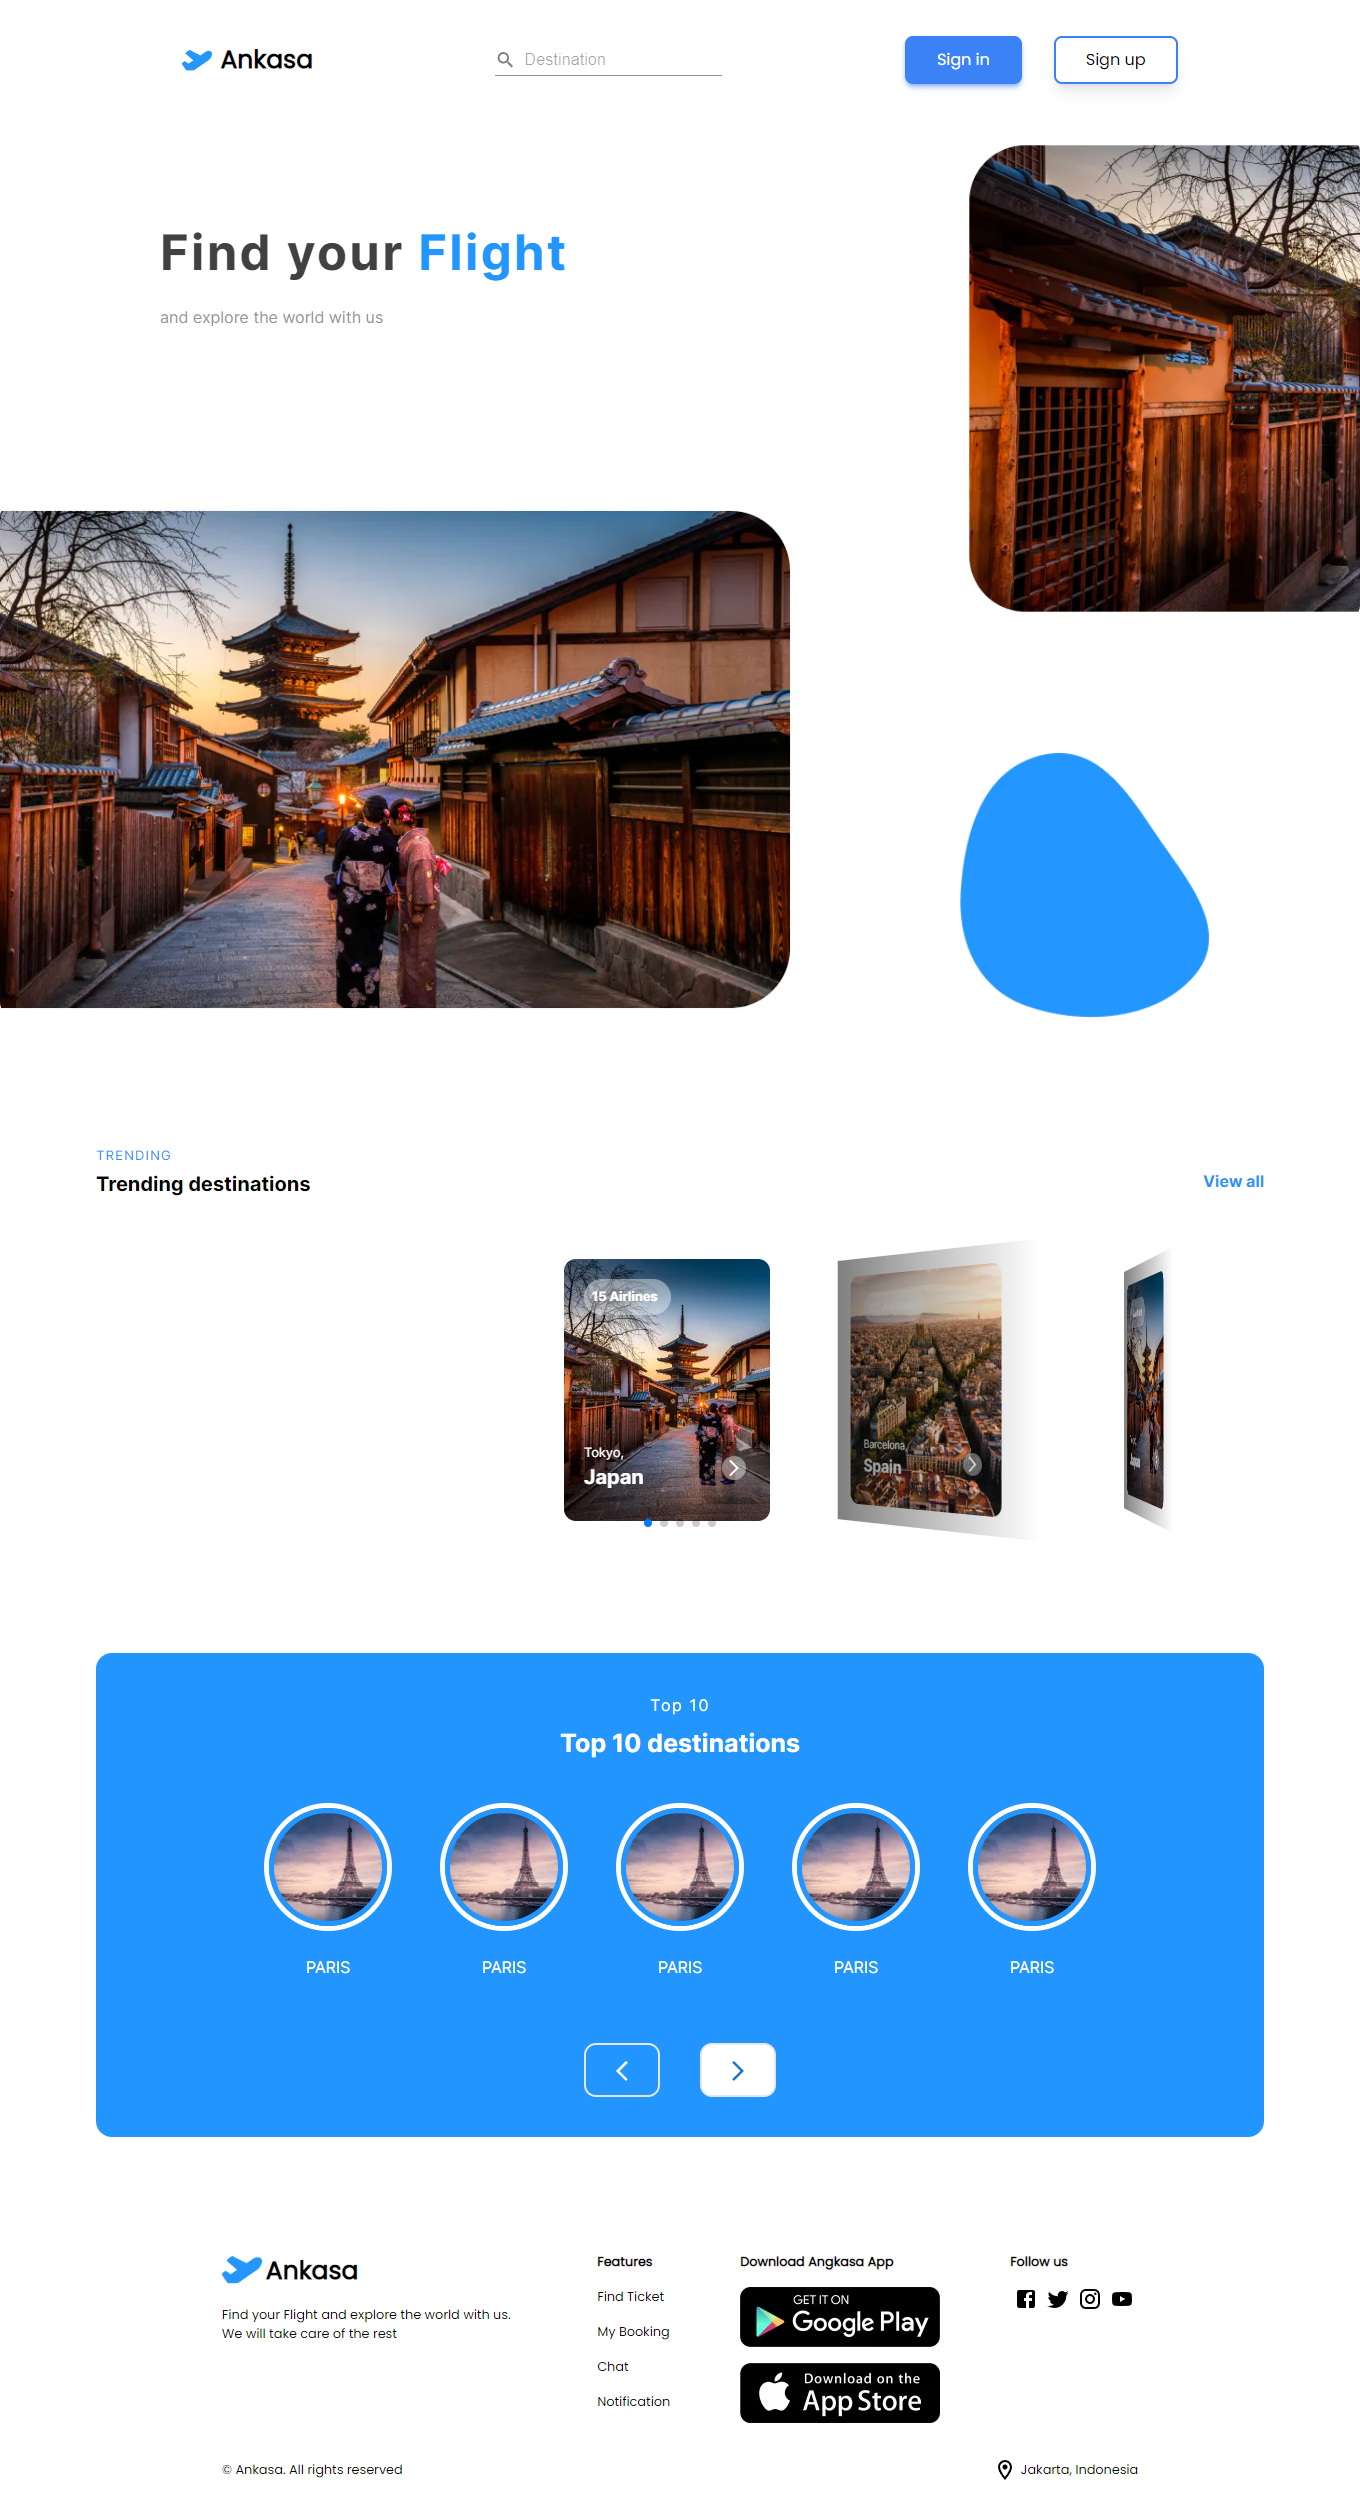 Ankasa
Destination
Sign in
Sign up
Find your Flight
and explore the world with us
TRENDING
Trending destinations
View all
15 Airlines
Tokyo,
Japan
Barcelona,
Spain
Japan
Top 10
Top 10 destinations
PARIS
PARIS
PARIS
PARIS
PARIS
Ankasa
Find your Flight and explore the world with us.
We will take care of the rest
Features
Find Ticket
My Booking
Chat
Notification
Download Angkasa App
GET IT ON
Google Play
Download on the
App Store
Follow us
© Ankasa. All rights reserved
Jakarta, Indonesia